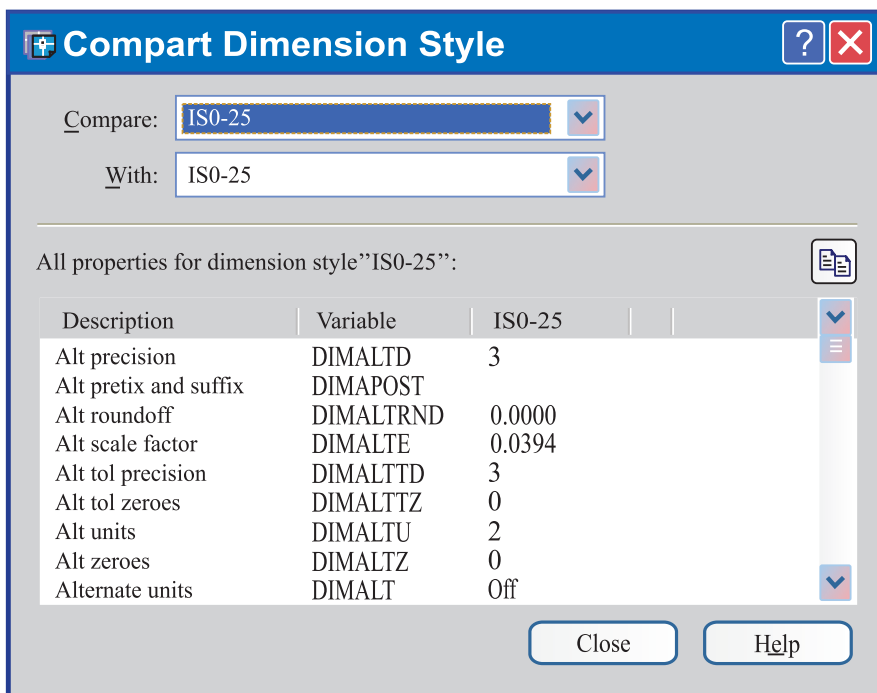 Compart Dimension Style ?
Compare: IS0-25
With: IS0-25
All properties for dimension style’’IS0-25’’:
Description Variable IS0-25
Alt precision DIMALTD 3
Alt pretix and suffix DIMAPOST
Alt roundoff DIMALTRND 0.0000
Alt scale factor DIMALTE 0.0394
Alt tol precision DIMALTTD 3
Alt tol zeroes DIMALTTZ 0
Alt units DIMALTU 2
Alt zeroes DIMALTZ 0
Alternate units DIMALT Off
Close Help